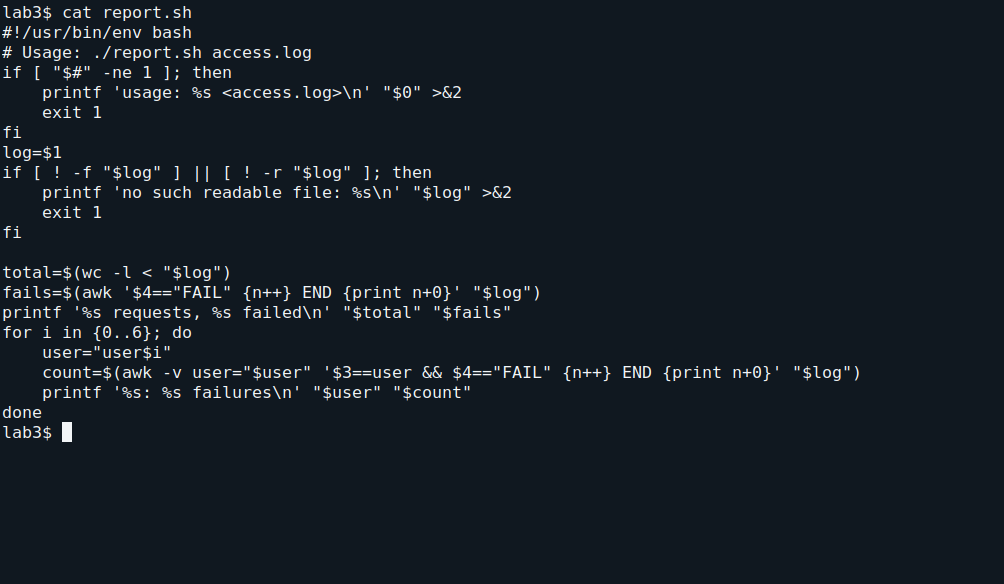 lab3$ cat report.sh
#!/usr/bin/env bash
# Usage: ./report.sh access.log
if [ "$#" -ne 1 ]; then
    printf 'usage: %s <access.log>\n' "$0" >&2
    exit 1
fi
log=$1
if [ ! -f "$log" ] || [ ! -r "$log" ]; then
    printf 'no such readable file: %s\n' "$log" >&2
    exit 1
fi

total=$(wc -l < "$log")
fails=$(awk '$4=="FAIL" {n++} END {print n+0}' "$log")
printf '%s requests, %s failed\n' "$total" "$fails"
for i in {0..6}; do
    user="user$i"
    count=$(awk -v user="$user" '$3==user && $4=="FAIL" {n++} END {print n+0}' "$log")
    printf '%s: %s failures\n' "$user" "$count"
done
lab3$